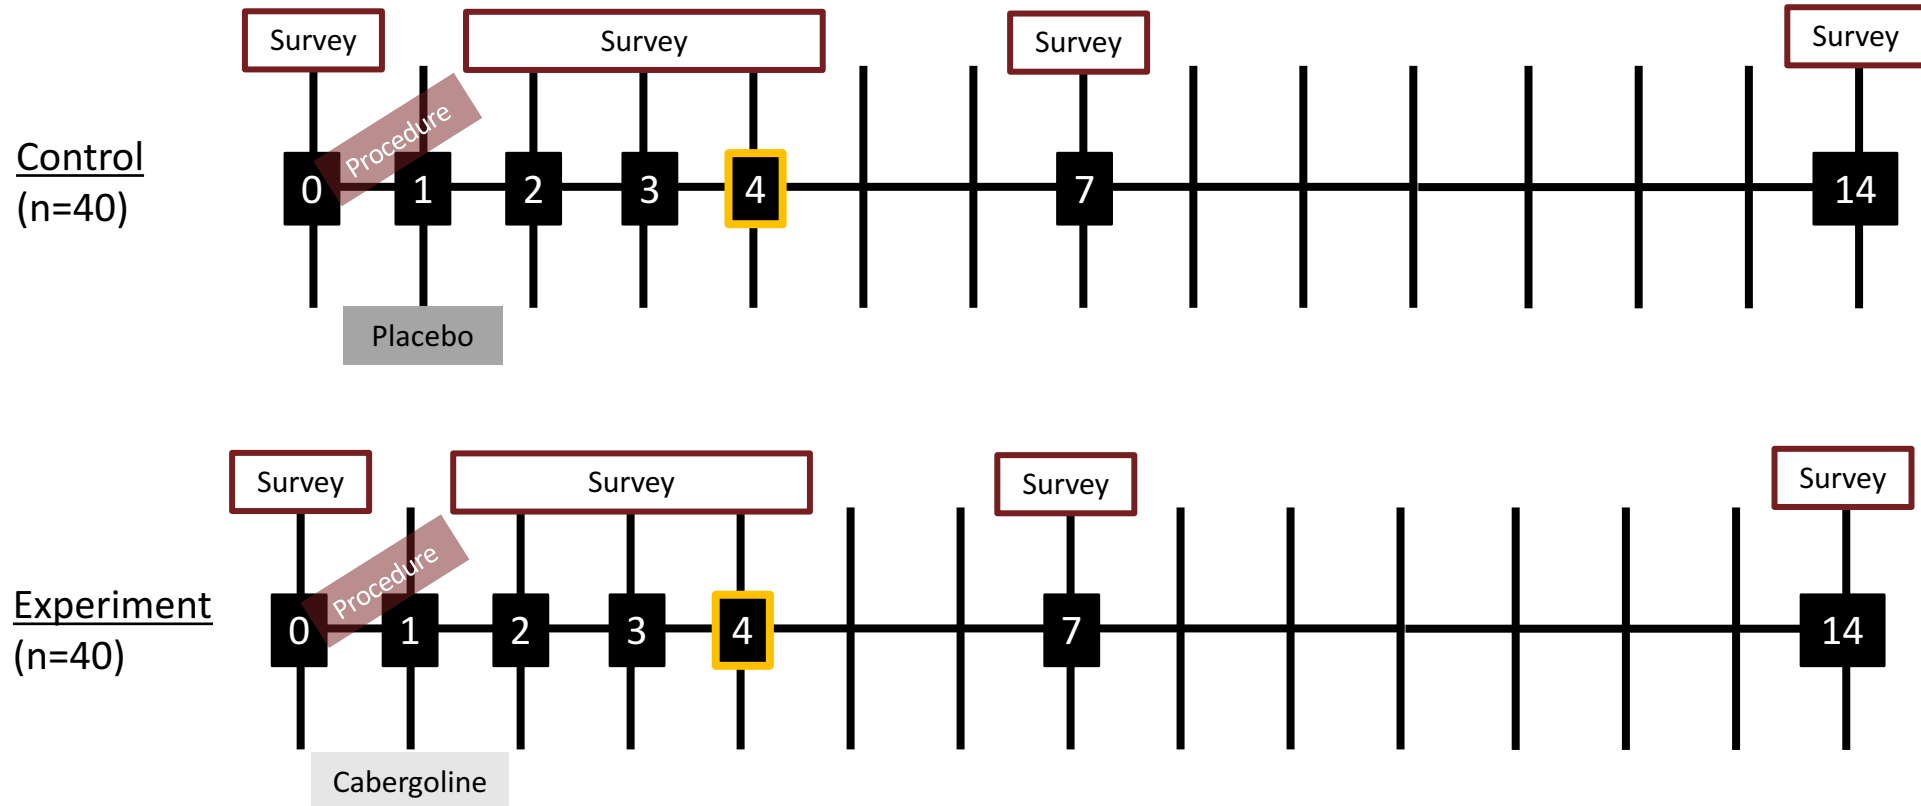 Survey
Survey
Survey
Survey
Procedure
Control
(n=40)
0 1 2 3 4 7 14
Placebo
Survey
Survey
Survey
Survey
Procedure
Experiment
(n=40)
0 1 2 3 4 7 14
Cabergoline